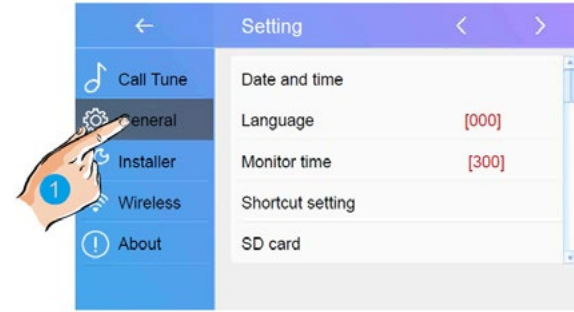 Setting
Call Tune
Date and time
General
Language [000]
Installer
Monitor time [300]
1
Wireless
Shortcut setting
About
SD card